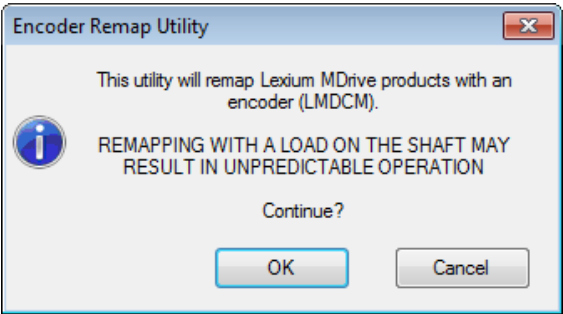 Encoder Remap Utility
This utility will remap Lexium MDrive products with an
encoder (LMDCM).
REMAPPING WITH A LOAD ON THE SHAFT MAY
RESULT IN UNPREDICTABLE OPERATION
Continue?
OK
Cancel